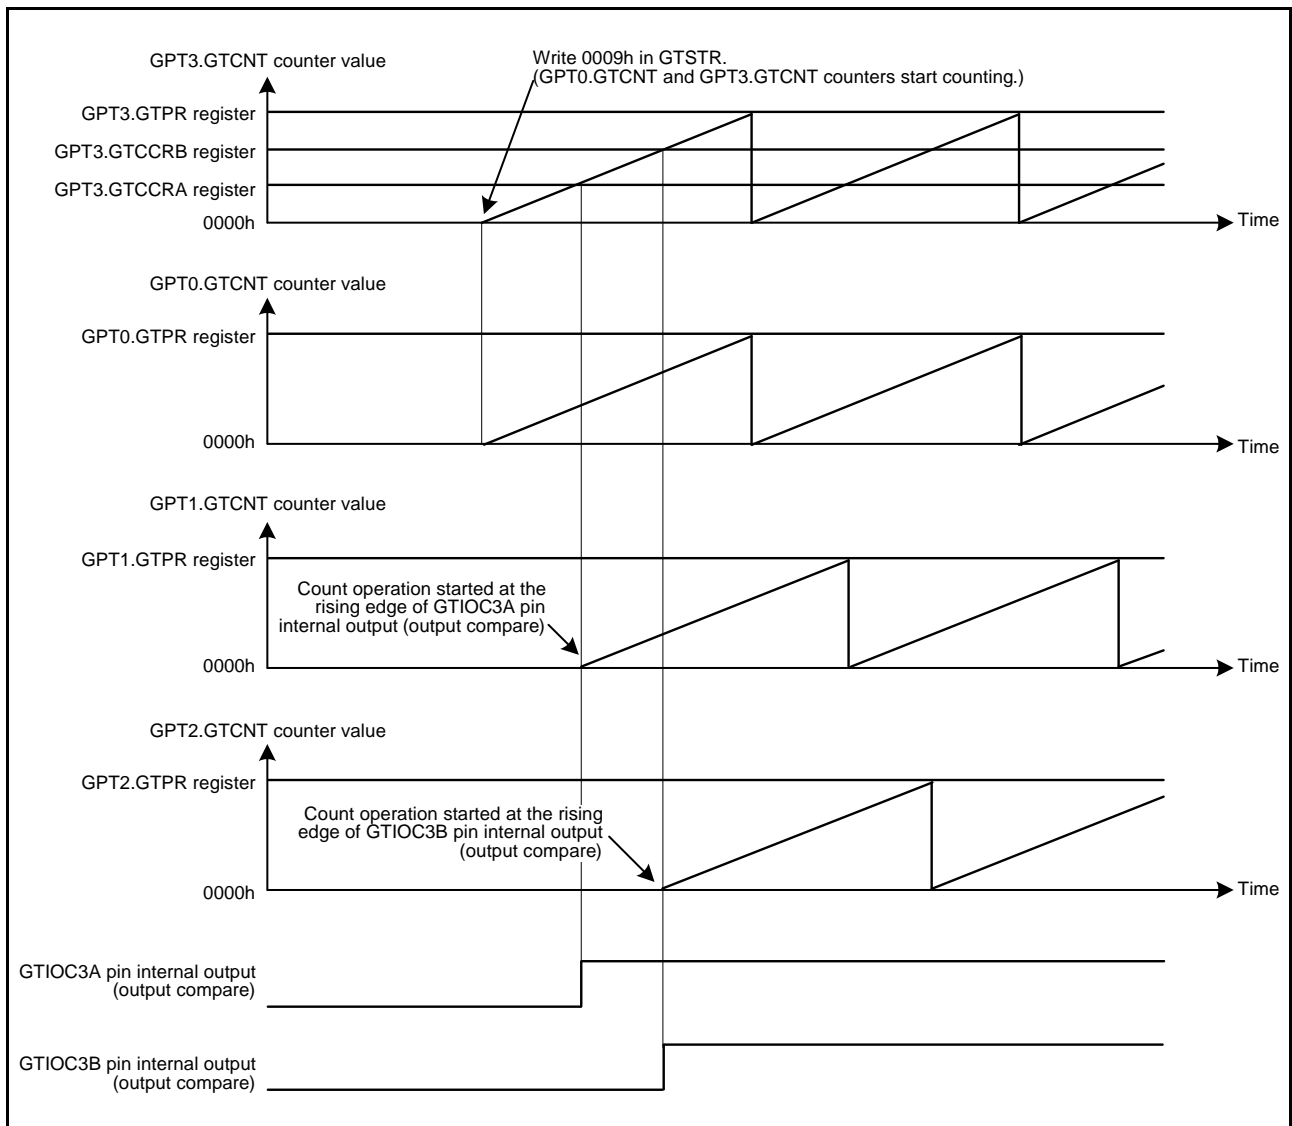 GPT3.GTCNT counter value
Write 0009h in GTSTR.
(GPT0.GTCNT and GPT3.GTCNT counters start counting.)
GPT3.GTPR register
GPT3.GTCCRB register
GPT3.GTCCRA register
0000h
Time
GPT0.GTCNT counter value
GPT0.GTPR register
0000h
Time
GPT1.GTCNT counter value
GPT1.GTPR register
Count operation started at the
rising edge of GTIOC3A pin
internal output (output compare)
0000h
Time
GPT2.GTCNT counter value
GPT2.GTPR register
Count operation started at the rising
edge of GTIOC3B pin internal output
(output compare)
0000h
Time
GTIOC3A pin internal output
(output compare)
GTIOC3B pin internal output
(output compare)